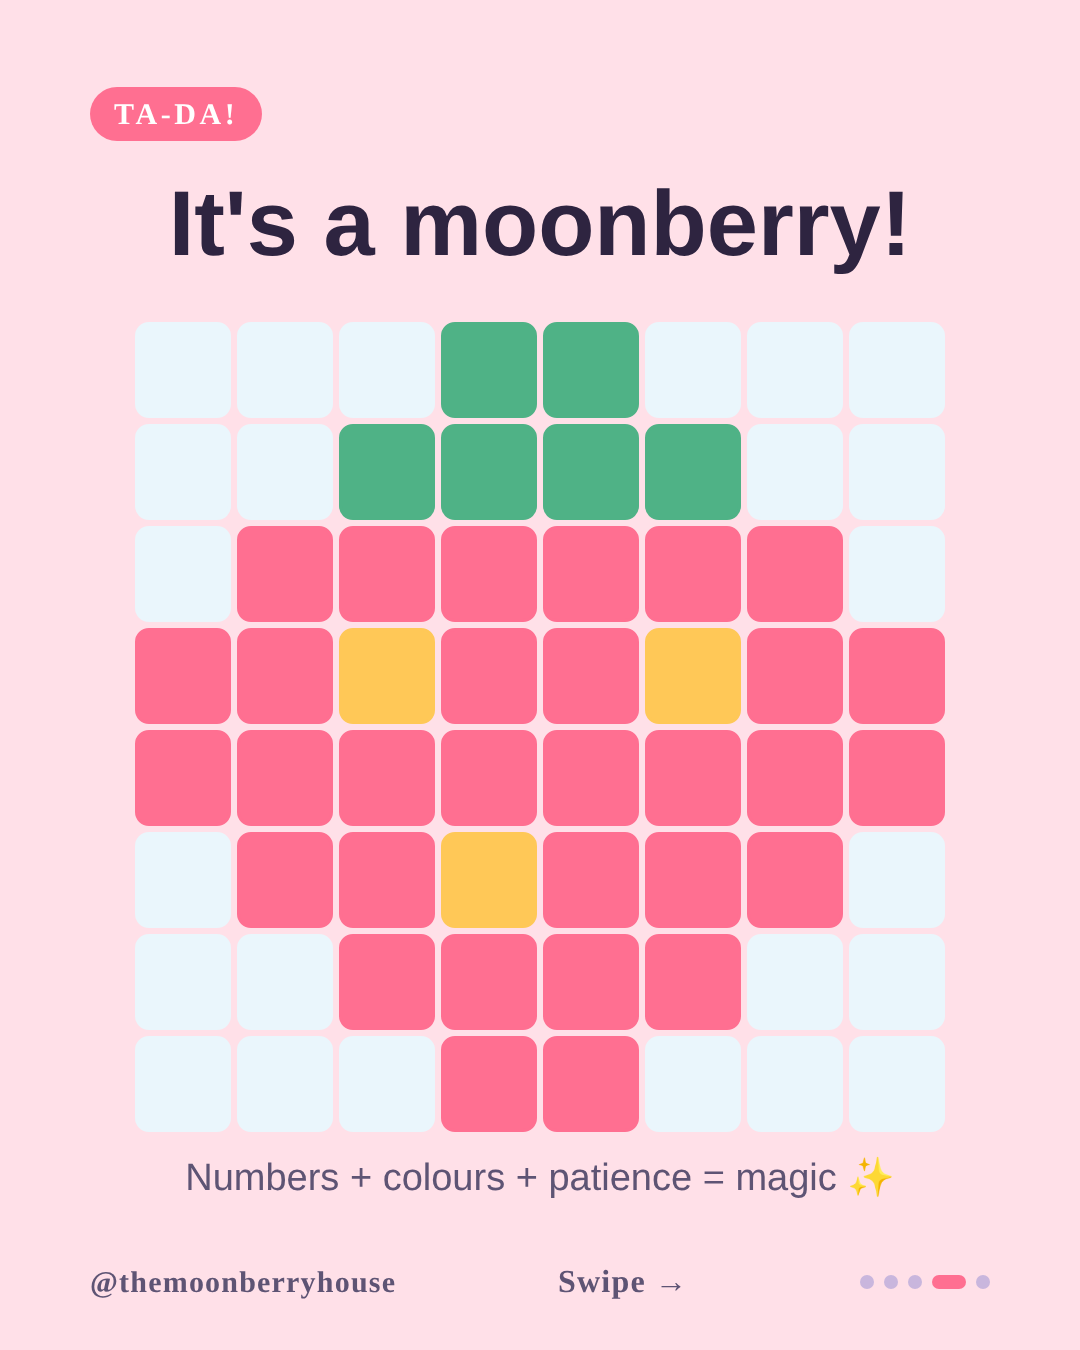 TA-DA!
It's a moonberry!
Numbers + colours + patience = magic ✨
@themoonberryhouse
Swipe →